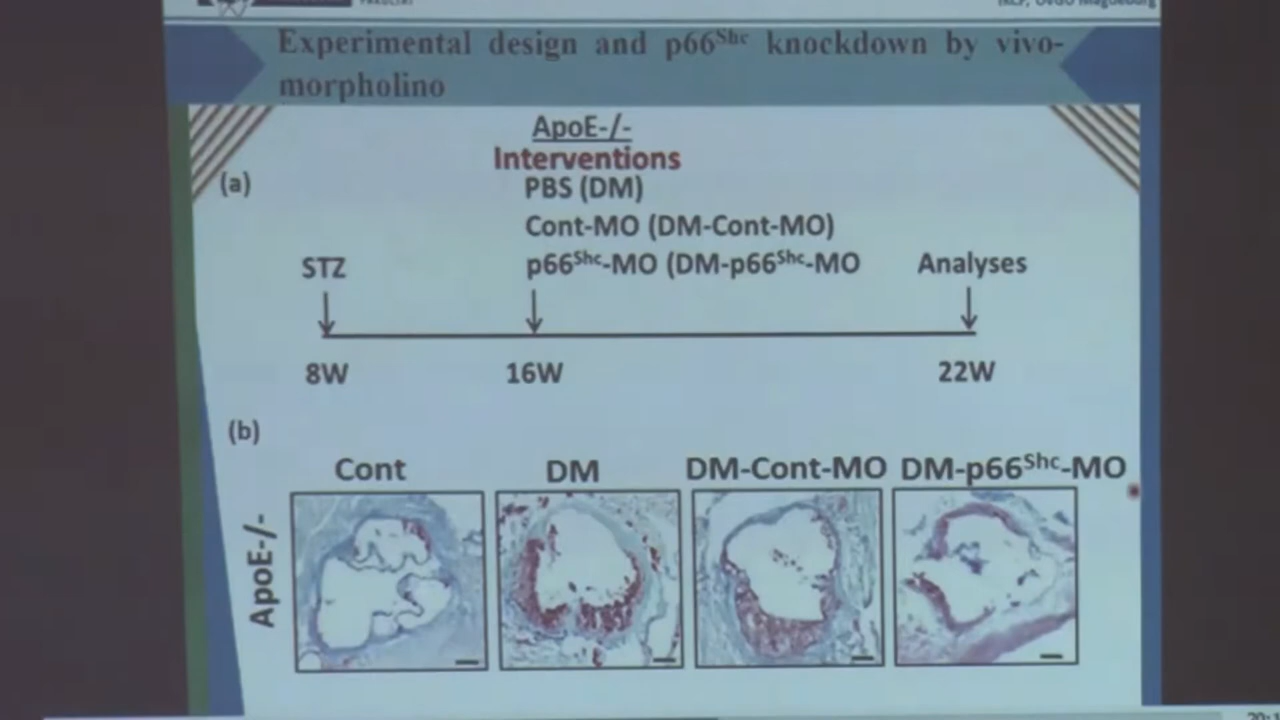 Experimental design and p66ˢʰᶜ knockdown by vivo-
morpholino
ApoE-/-
Interventions
(a)
PBS (DM)
Cont-MO (DM-Cont-MO)
STZ
p66ˢʰᶜ-MO (DM-p66ˢʰᶜ-MO
Analyses
8W
16W
22W
(b)
Cont
DM
DM-Cont-MO
DM-p66ˢʰᶜ-MO
ApoE-/-